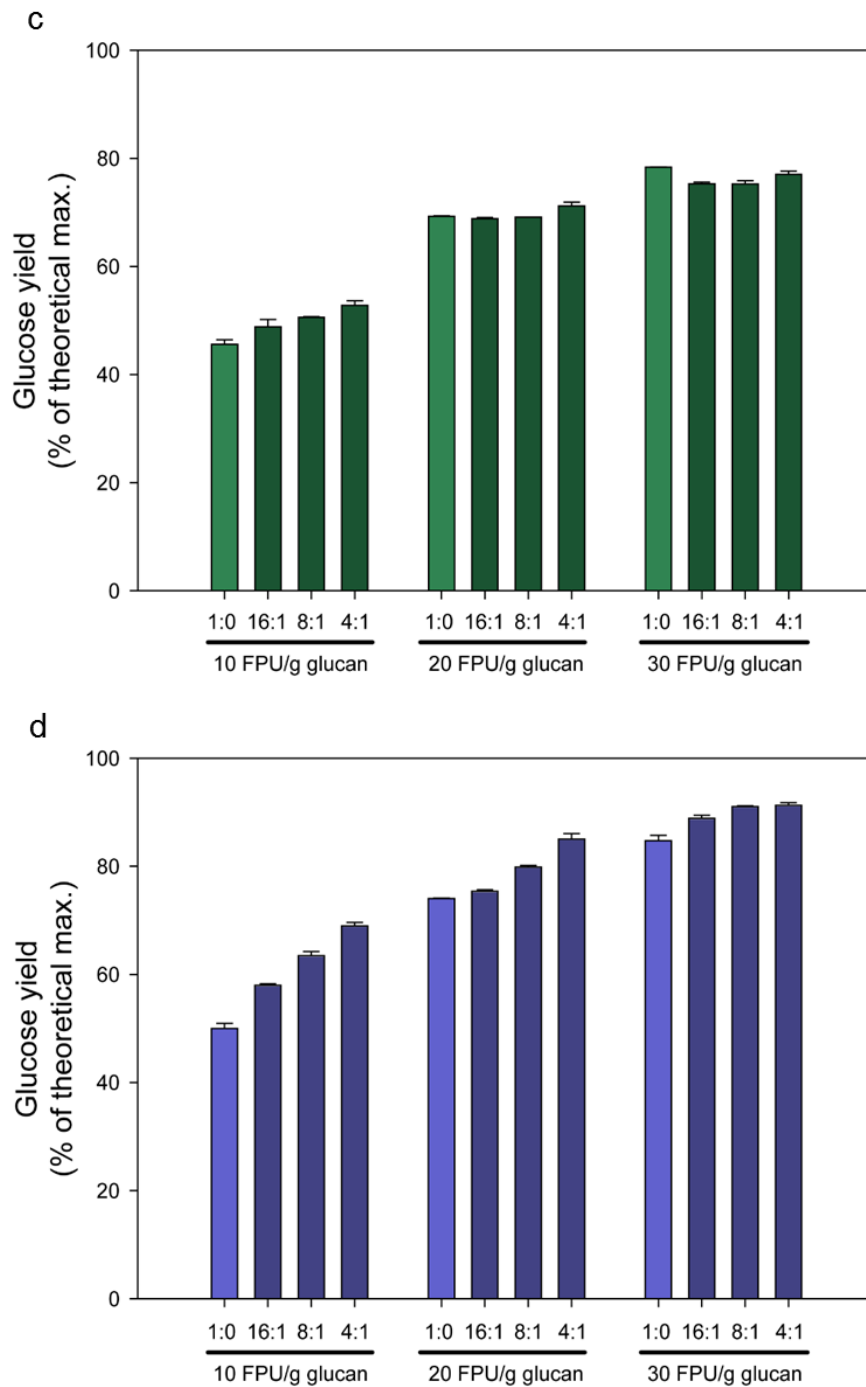 c
Glucose yield
(% of theoretical max.)
100
80
60
40
20
0
1:0 16:1 8:1 4:1 1:0 16:1 8:1 4:1 1:0 16:1 8:1 4:1
10 FPU/g glucan 20 FPU/g glucan 30 FPU/g glucan
d
Glucose yield
(% of theoretical max.)
100
80
60
40
20
0
1:0 16:1 8:1 4:1 1:0 16:1 8:1 4:1 1:0 16:1 8:1 4:1
10 FPU/g glucan 20 FPU/g glucan 30 FPU/g glucan